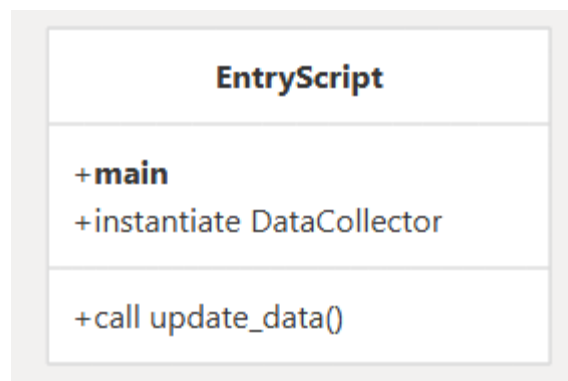 EntryScript
+main
+instantiate DataCollector
+call update_data()